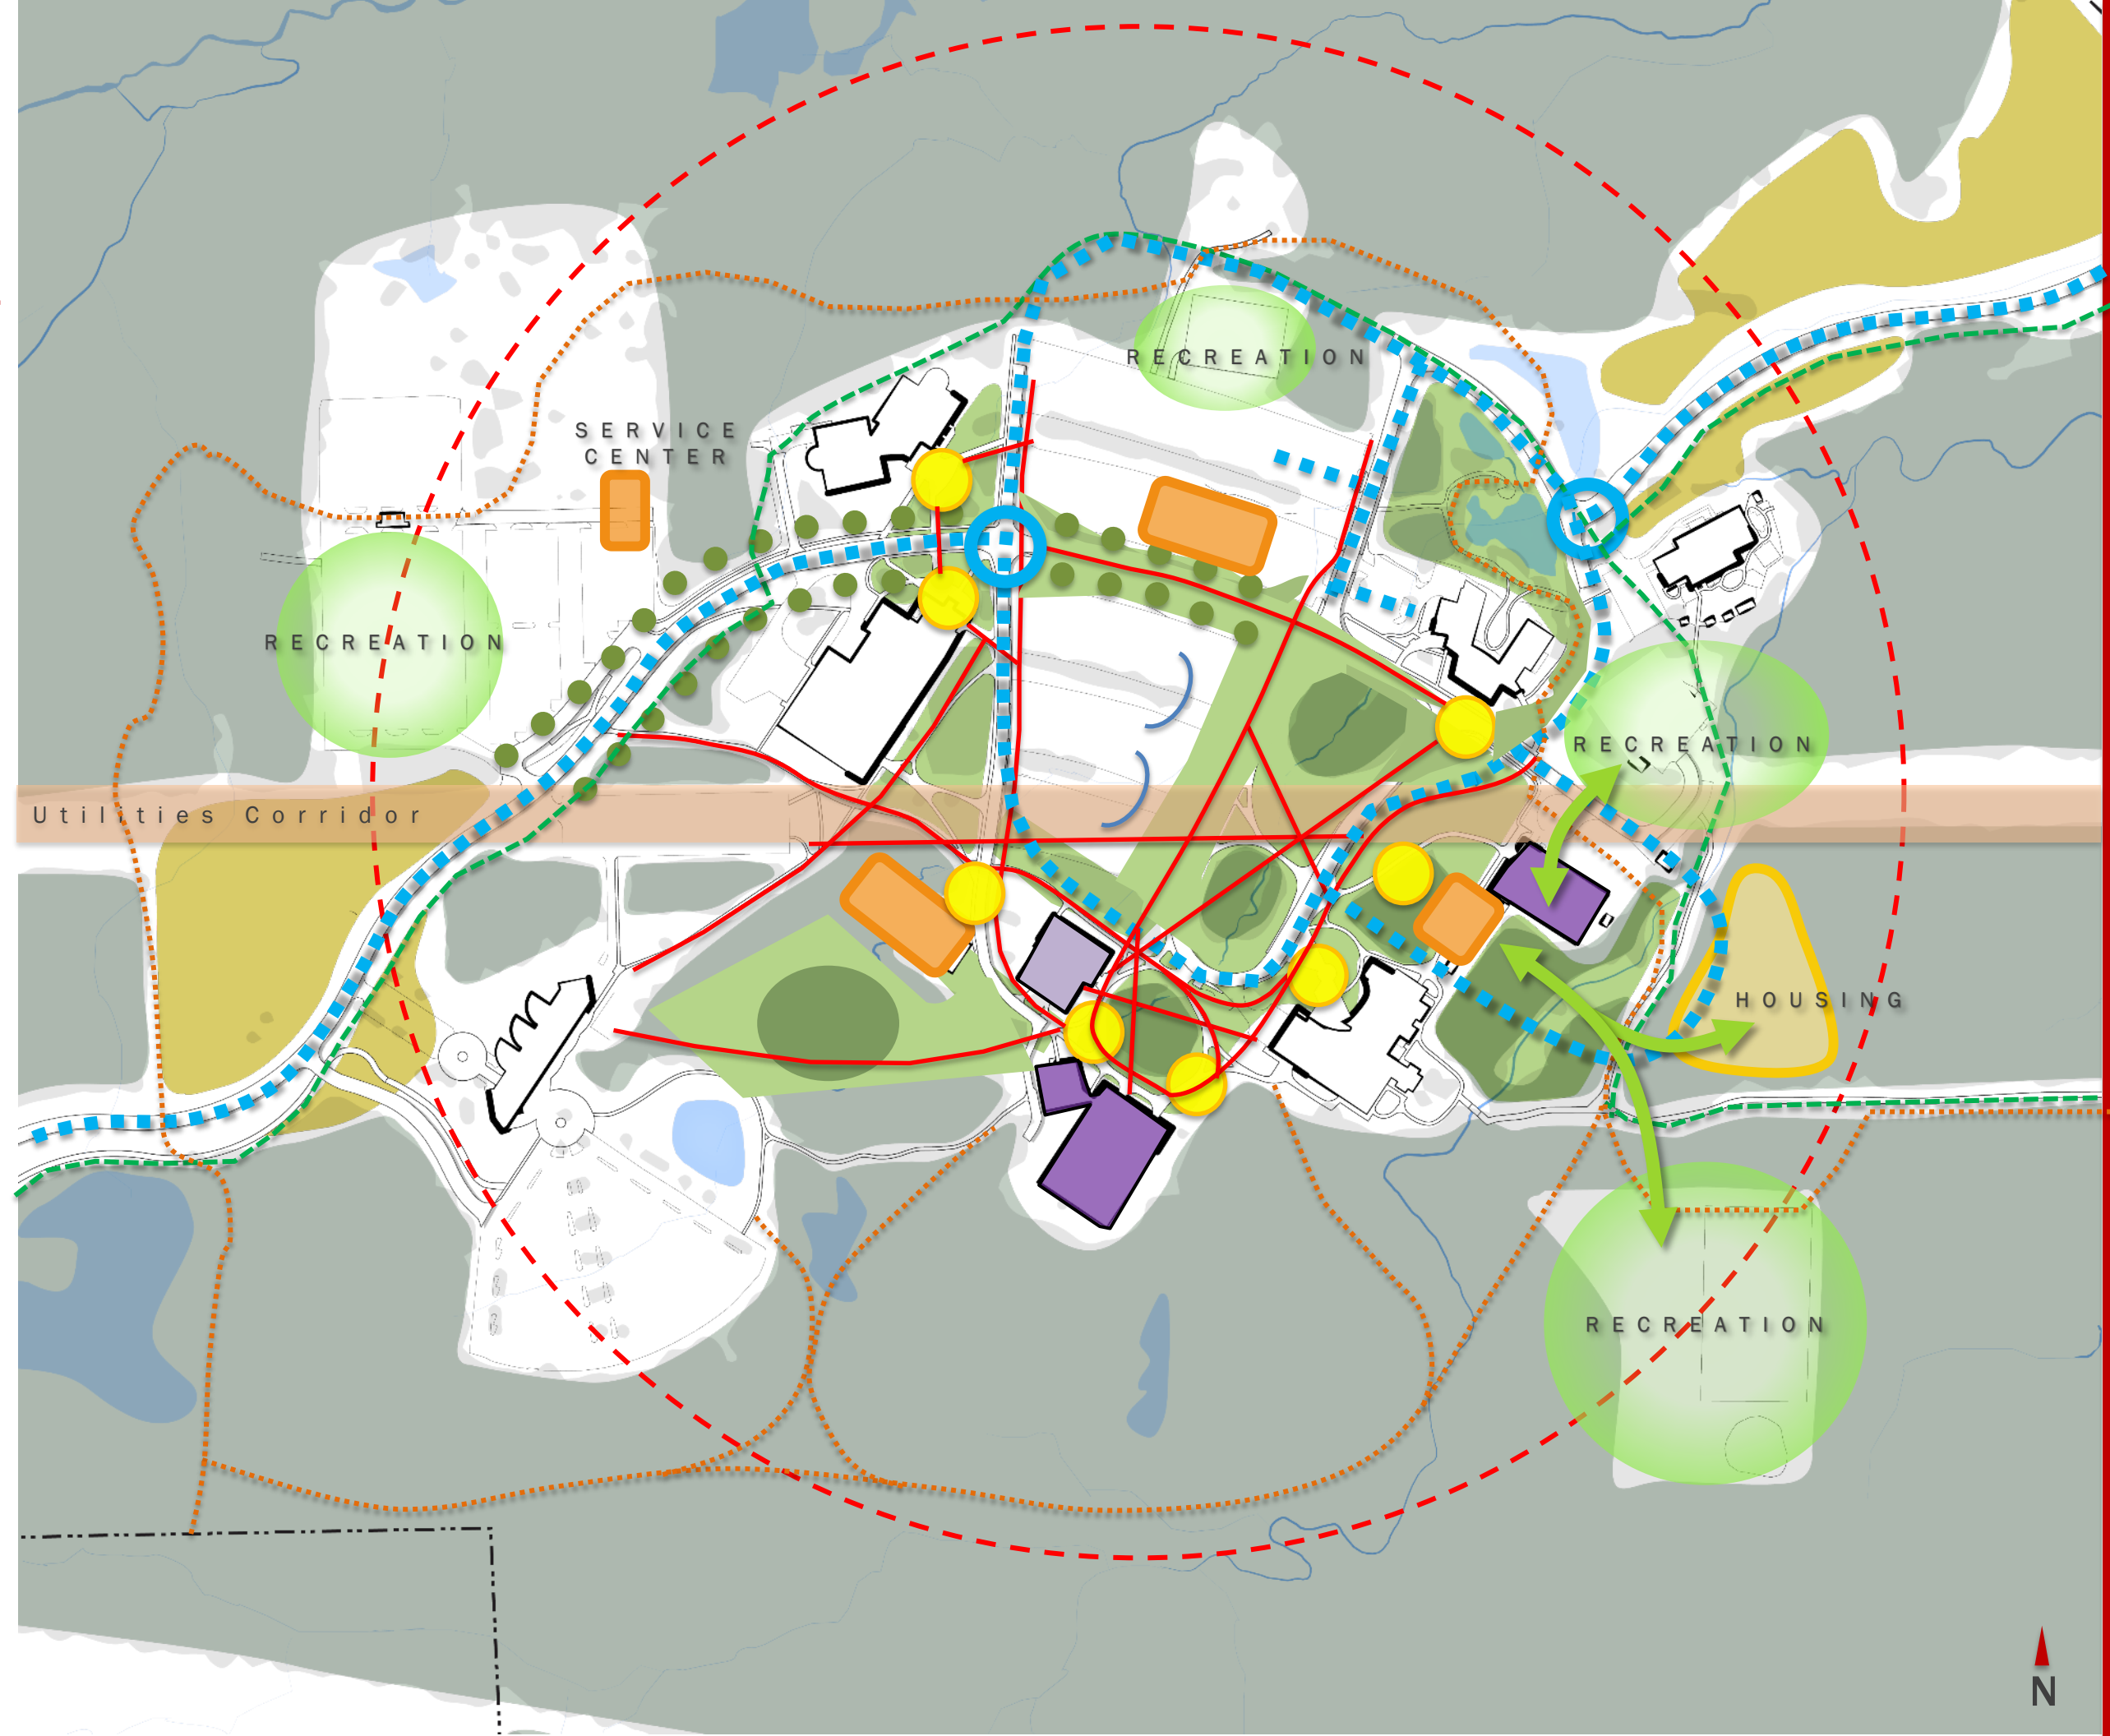 RECREATION
SERVICE
CENTER
RECREATION
RECREATION
Utilities Corridor
HOUSING
RECREATION
N